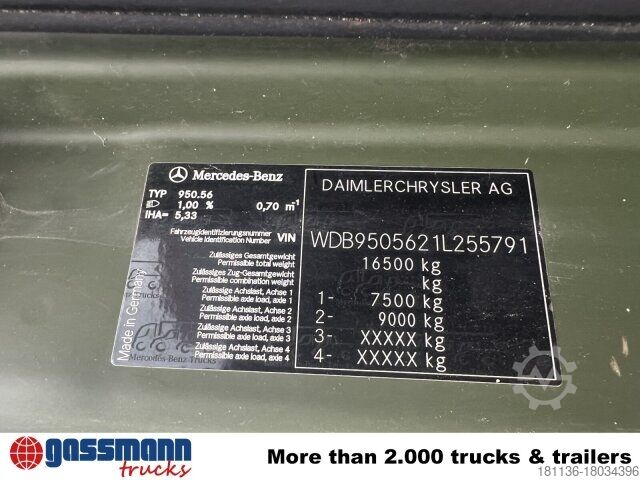 Mercedes-Benz
DAIMLERCHRYSLER AG
TYP 950.56
1,00 % 0,70 m⁻¹
IHA= 5,33
Fahrzeugidentifizierungsnummer
Vehicle Identification Number VIN
WDB9505621L255791
Zulässiges Gesamtgewicht
Permissible total weight
16500 kg
Zulässiges Zug-Gesamtgewicht
Permissible combination weight
kg
Zulässige Achslast, Achse 1
Permissible axle load, axle 1
1- 7500 kg
Zulässige Achslast, Achse 2
Permissible axle load, axle 2
2- 9000 kg
Zulässige Achslast, Achse 3
Permissible axle load, axle 3
3- XXXXX kg
Zulässige Achslast, Achse 4
Permissible axle load, axle 4
4- XXXXX kg
Made in Germany
Mercedes-Benz Trucks
gassmann
trucks
More than 2.000 trucks & trailers
181136-18034396